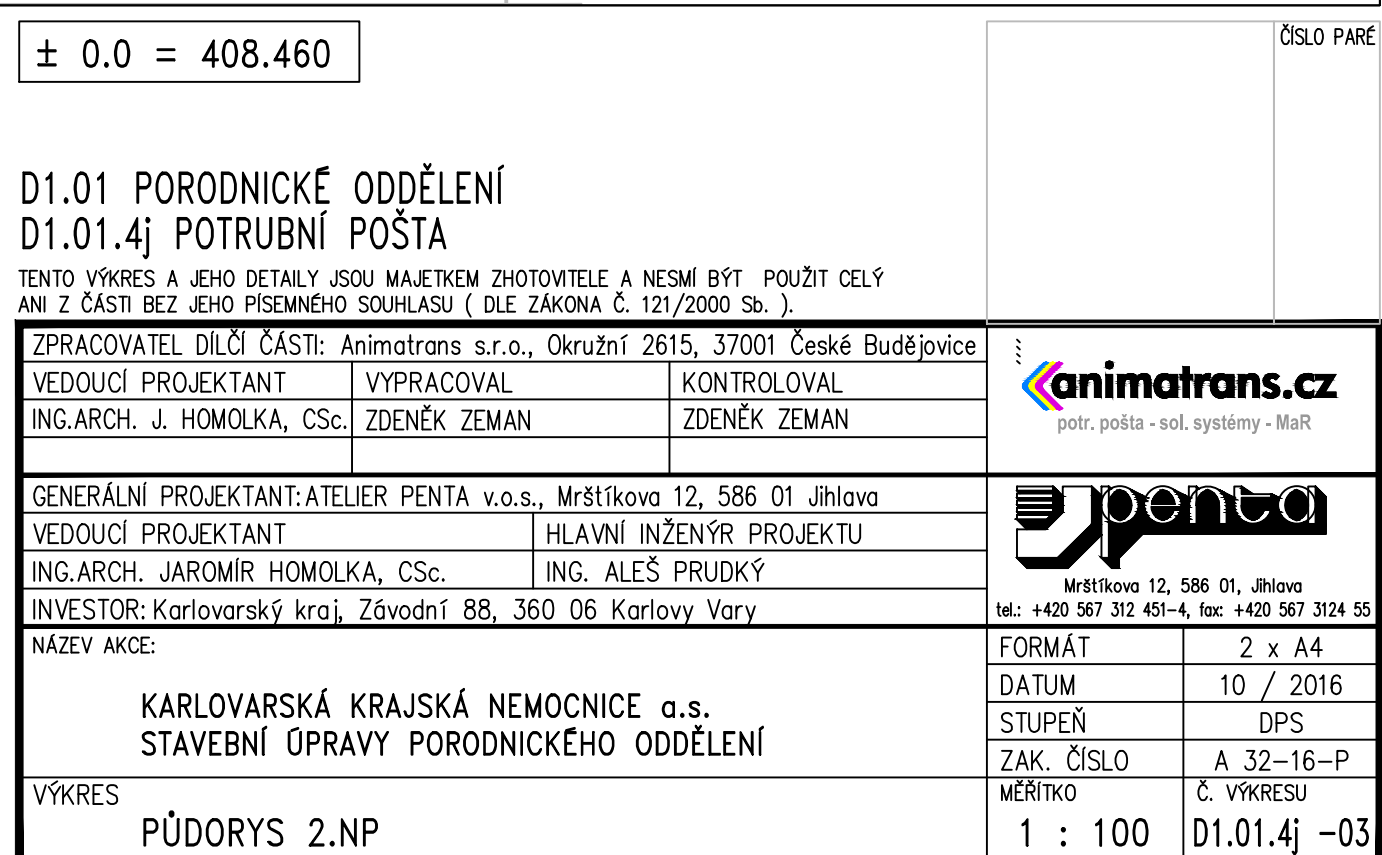 ± 0.0 = 408.460
ČÍSLO PARÉ
D1.01 PORODNICKÉ ODDĚLENÍ
D1.01.4j POTRUBNÍ POŠTA
TENTO VÝKRES A JEHO DETAILY JSOU MAJETKEM ZHOTOVITELE A NESMÍ BÝT POUŽIT CELÝ
ANI Z ČÁSTI BEZ JEHO PÍSEMNÉHO SOUHLASU ( DLE ZÁKONA Č. 121/2000 Sb. ).
ZPRACOVATEL DÍLČÍ ČÁSTI: Animatrans s.r.o., Okružní 2615, 37001 České Budějovice
VEDOUCÍ PROJEKTANT VYPRACOVAL KONTROLOVAL
ING.ARCH. J. HOMOLKA, CSc. ZDENĚK ZEMAN ZDENĚK ZEMAN
animatrans.cz
potr. pošta - sol. systémy - MaR
GENERÁLNÍ PROJEKTANT: ATELIER PENTA v.o.s., Mrštíkova 12, 586 01 Jihlava
VEDOUCÍ PROJEKTANT HLAVNÍ INŽENÝR PROJEKTU
ING.ARCH. JAROMÍR HOMOLKA, CSc. ING. ALEŠ PRUDKÝ
INVESTOR: Karlovarský kraj, Závodní 88, 360 06 Karlovy Vary
penta
Mrštíkova 12, 586 01, Jihlava
tel.: +420 567 312 451-4, fax: +420 567 3124 55
NÁZEV AKCE:
KARLOVARSKÁ KRAJSKÁ NEMOCNICE a.s.
STAVEBNÍ ÚPRAVY PORODNICKÉHO ODDĚLENÍ
FORMÁT 2 x A4
DATUM 10 / 2016
STUPEŇ DPS
ZAK. ČÍSLO A 32-16-P
VÝKRES
PŮDORYS 2.NP
MĚŘÍTKO Č. VÝKRESU
1 : 100 D1.01.4j -03